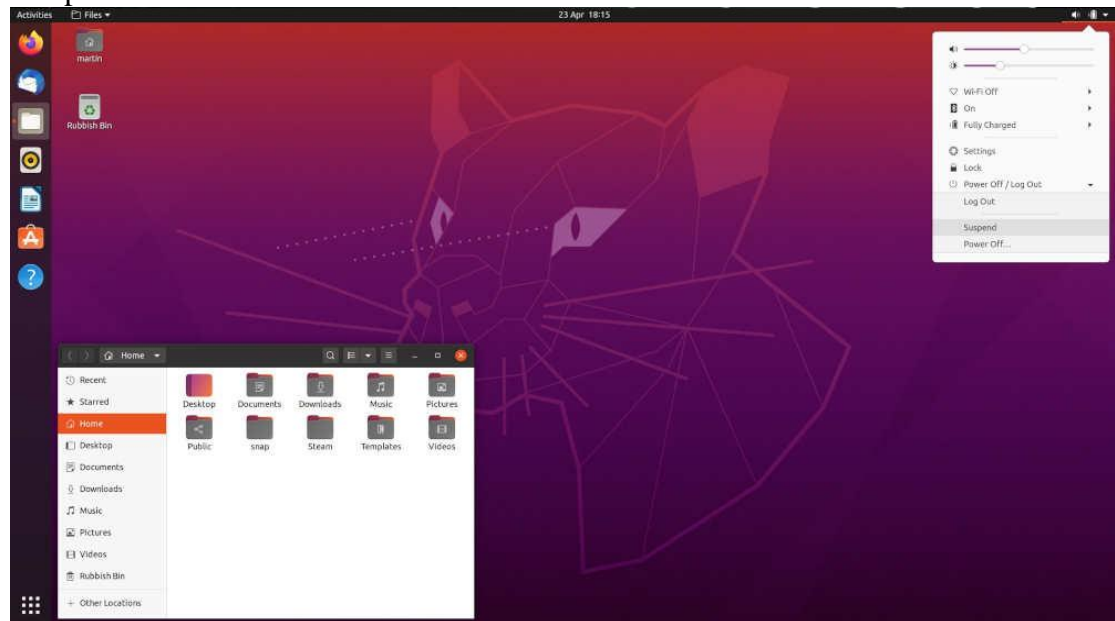 Activities Files 23 Apr 18:15
martin
Rubbish Bin
Wi-Fi Off
On
Fully Charged
Settings
Lock
Power Off / Log Out
Log Out
Suspend
Power Off...
Home
Recent
Starred
Home
Desktop
Documents
Downloads
Music
Pictures
Videos
Rubbish Bin
Other Locations
Desktop Documents Downloads Music Pictures
Public snap Steam Templates Videos